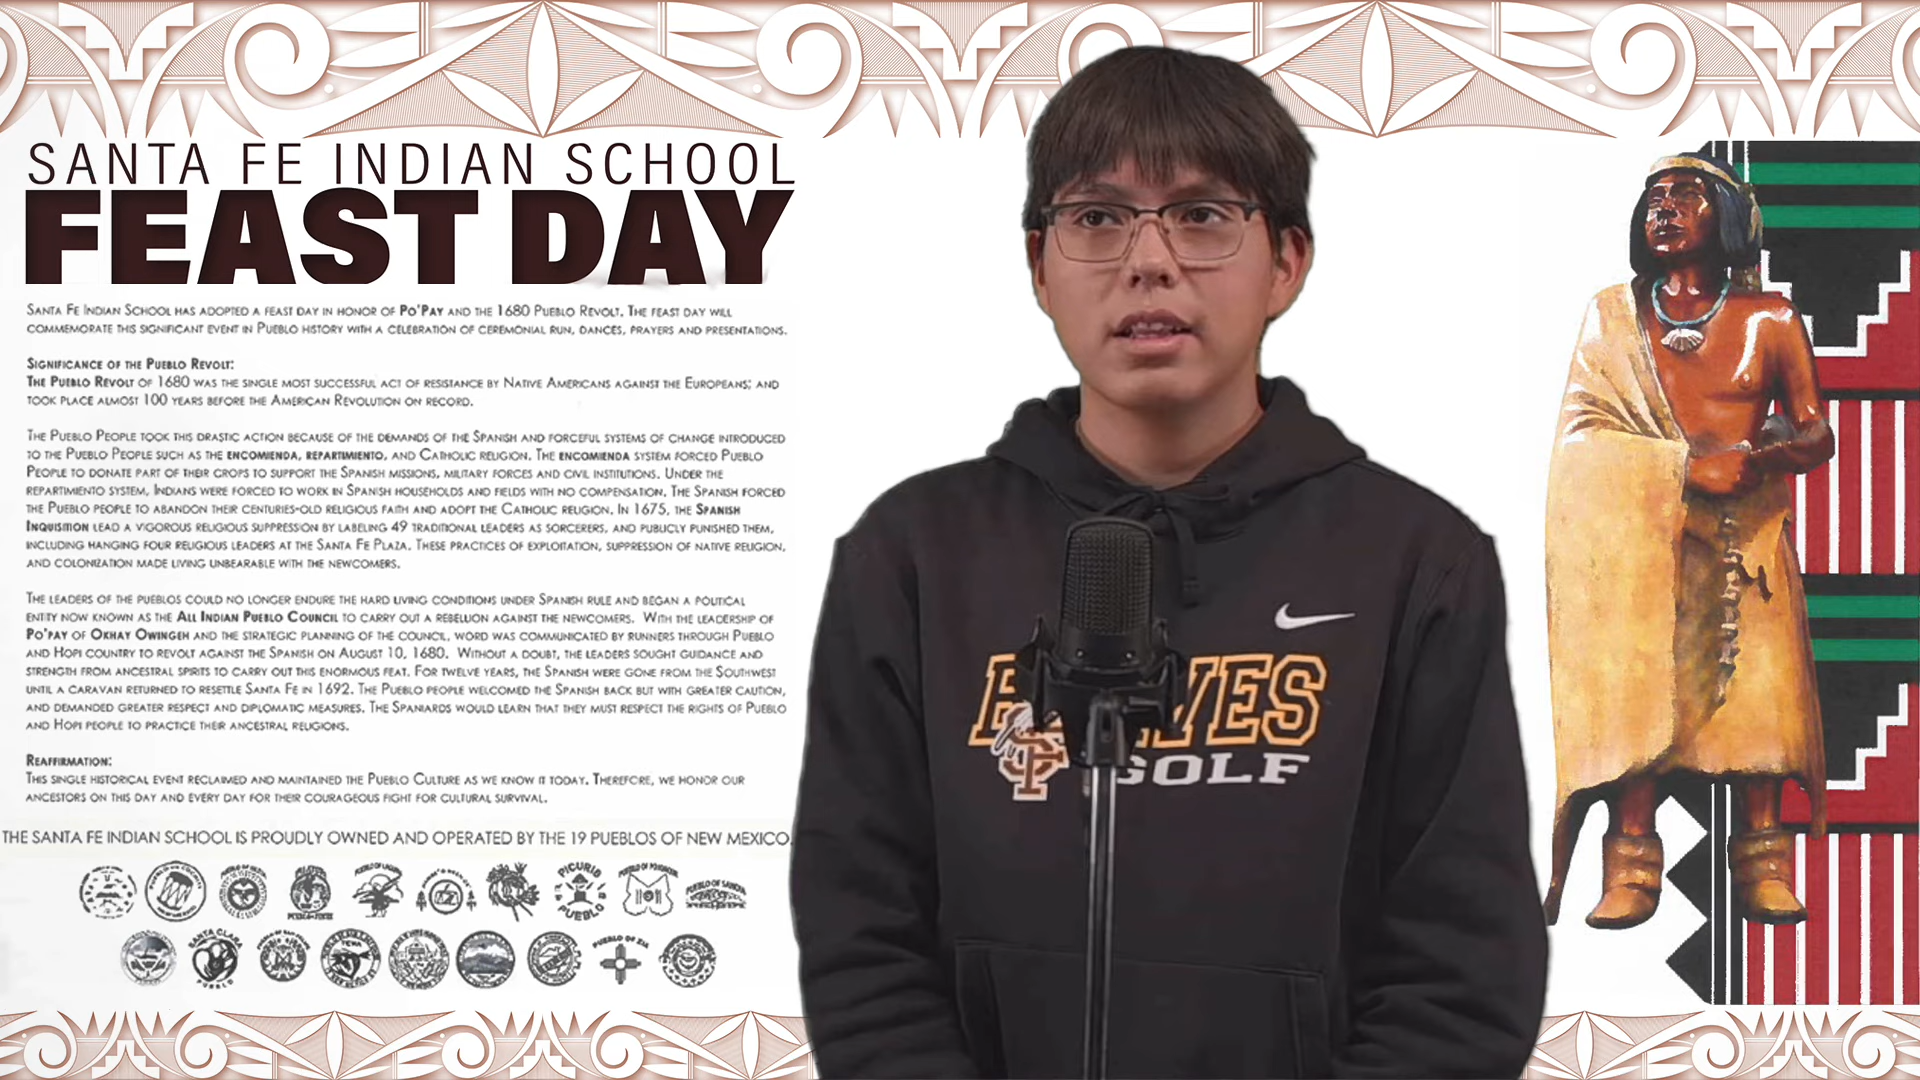 SANTA FE INDIAN SCHOOL
FEAST DAY
Santa Fe Indian School has adopted a feast day in honor of Po'Pay and the 1680 Pueblo Revolt. The feast day will
commemorate this significant event in Pueblo history with a celebration of ceremonial run, dances, prayers and presentations.
Significance of the Pueblo Revolt:
The Pueblo Revolt of 1680 was the single most successful act of resistance by Native Americans against the Europeans; and
took place almost 100 years before the American Revolution on record.
The Pueblo People took this drastic action because of the demands of the Spanish and forceful systems of change introduced
to the Pueblo People such as the encomienda, repartimiento, and Catholic religion. The encomienda system forced Pueblo
People to donate part of their crops to support the Spanish missions, military forces and civil institutions. Under the
repartimiento system, Indians were forced to work in Spanish households and fields with no compensation. The Spanish forced
the Pueblo people to abandon their centuries-old religious faith and adopt the Catholic religion. In 1675, the Spanish
Inquisition lead a vigorous religious suppression by labeling 49 traditional leaders as sorcerers, and publicly punished them,
including hanging four religious leaders at the Santa Fe Plaza. These practices of exploitation, suppression of native religion,
and colonization made living unbearable with the newcomers.
The leaders of the pueblos could no longer endure the hard living conditions under Spanish rule and began a political
entity now known as the All Indian Pueblo Council to carry out a rebellion against the newcomers. With the leadership of
Po'pay of Okhay Owingeh and the strategic planning of the council, word was communicated by runners through Pueblo
and Hopi country to revolt against the Spanish on August 10, 1680. Without a doubt, the leaders sought guidance and
strength from ancestral spirits to carry out this enormous feat. For twelve years, the Spanish were gone from the Southwest
until a caravan returned to resettle Santa Fe in 1692. The Pueblo people welcomed the Spanish back but with greater caution,
and demanded greater respect and diplomatic measures. The Spaniards would learn that they must respect the rights of Pueblo
and Hopi people to practice their ancestral religions.
Reaffirmation:
This single historical event reclaimed and maintained the Pueblo Culture as we know it today. Therefore, we honor our
ancestors on this day and every day for their courageous fight for cultural survival.
THE SANTA FE INDIAN SCHOOL IS PROUDLY OWNED AND OPERATED BY THE 19 PUEBLOS OF NEW MEXICO.
PICURIS
PUEBLO
SANTA CLARA
PUEBLO
TEWA
PUEBLO OF ZIA
GOLF